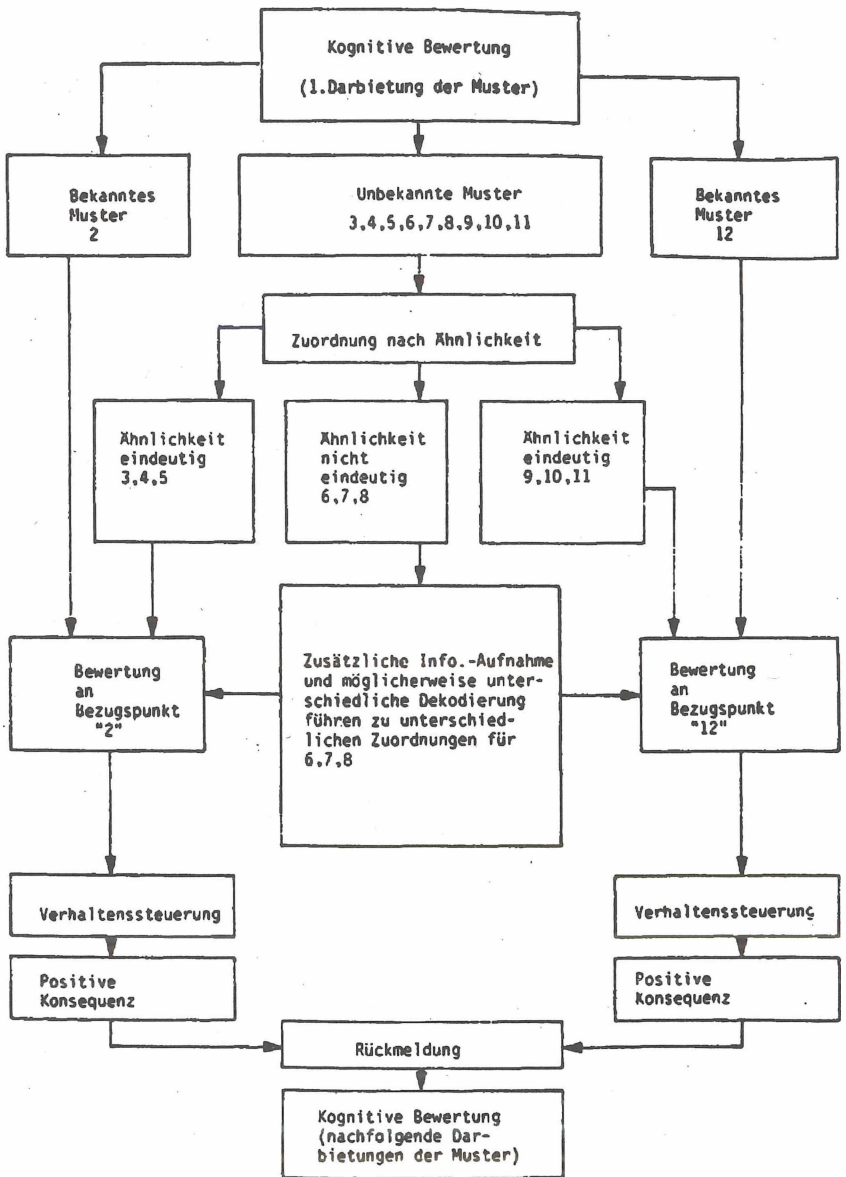 Kognitive Bewertung
(1.Darbietung der Muster)
Bekanntes
Muster
2
Unbekannte Muster
3,4,5,6,7,8,9,10,11
Bekanntes
Muster
12
Zuordnung nach Ähnlichkeit
Ähnlichkeit
eindeutig
3,4,5
Ähnlichkeit
nicht
eindeutig
6,7,8
Ähnlichkeit
eindeutig
9,10,11
Bewertung
an
Bezugspunkt
"2"
Zusätzliche Info.-Aufnahme
und möglicherweise unter-
schiedliche Dekodierung
führen zu unterschied-
lichen Zuordnungen für
6,7,8
Bewertung
an
Bezugspunkt
"12"
Verhaltenssteuerung
Verhaltenssteuerung
Positive
Konsequenz
Positive
Konsequenz
Rückmeldung
Kognitive Bewertung
(nachfolgende Dar-
bietungen der Muster)